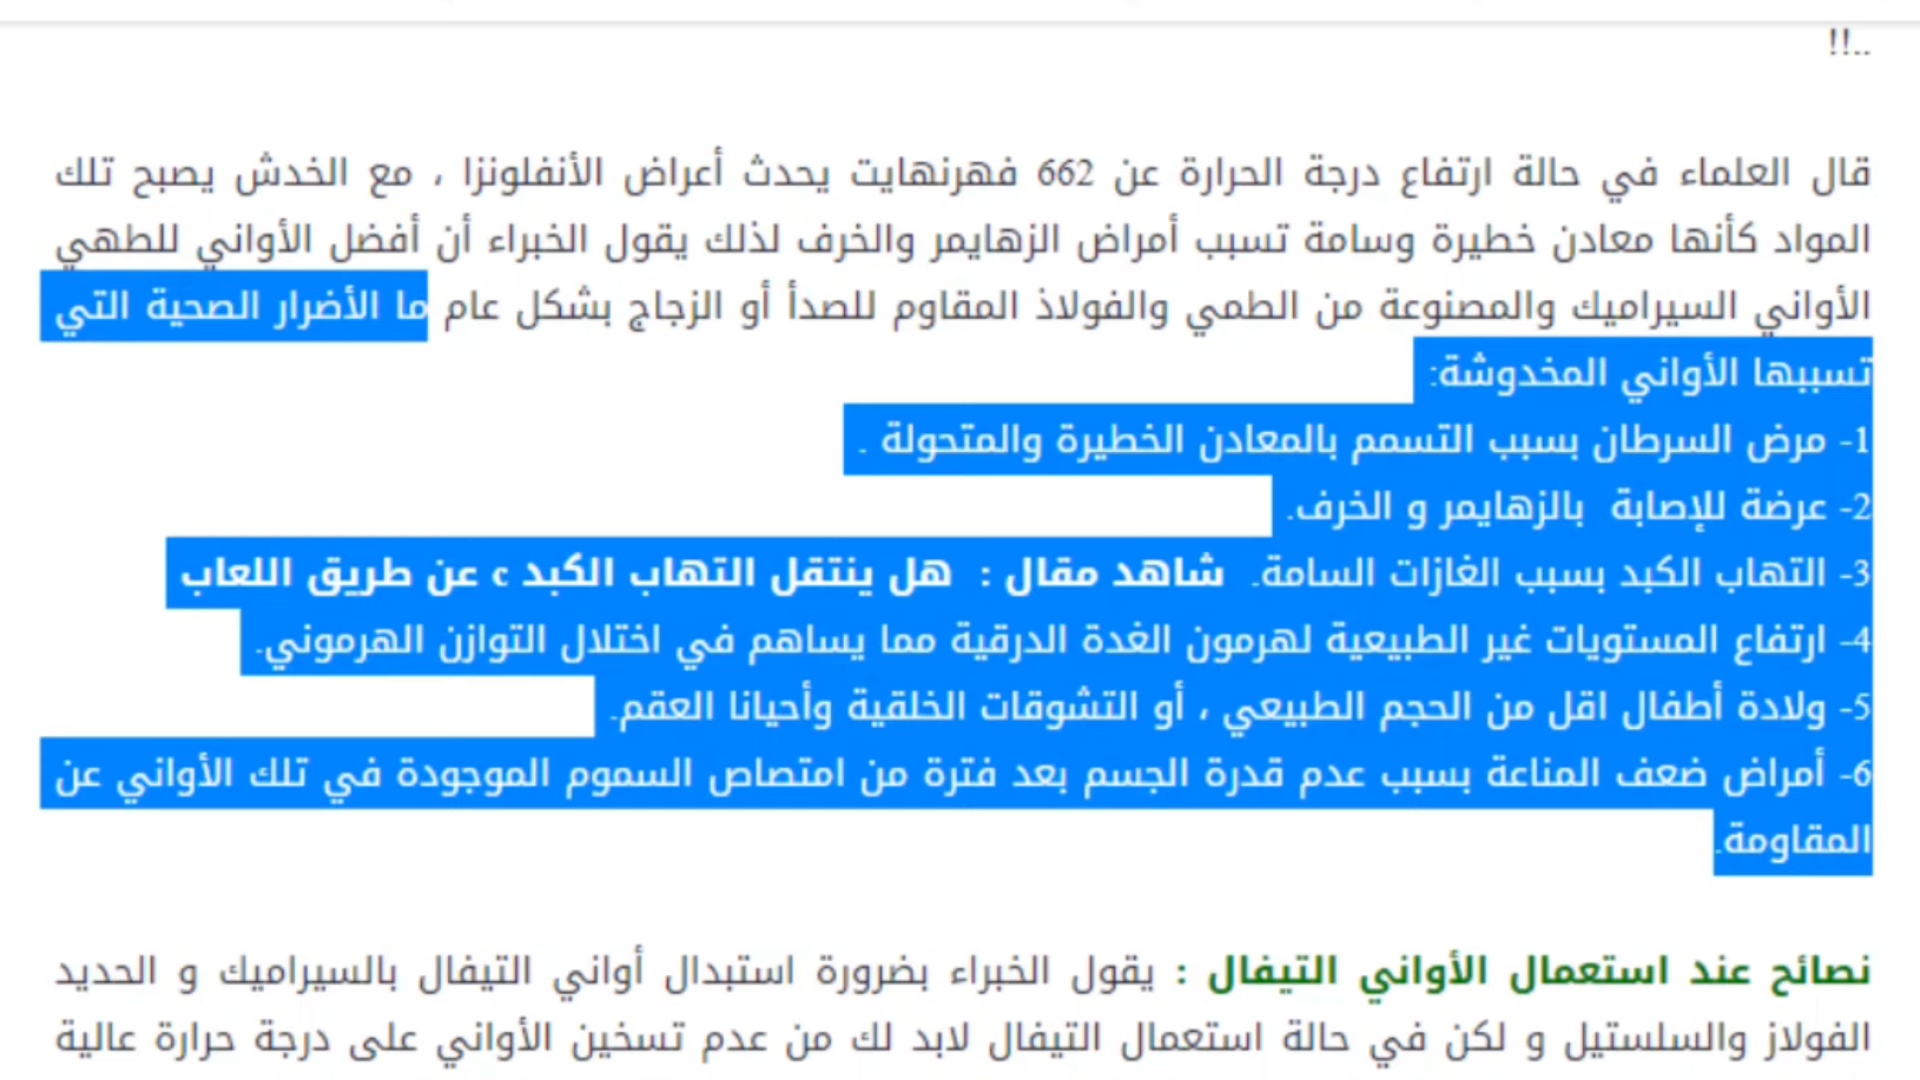 ..!!
قال العلماء في حالة ارتفاع درجة الحرارة عن 662 فهرنهايت يحدث أعراض الأنفلونزا ، مع الخدش يصبح تلك
المواد كأنها معادن خطيرة وسامة تسبب أمراض الزهايمر والخرف لذلك يقول الخبراء أن أفضل الأواني للطهي
الأواني السيراميك والمصنوعة من الطمي والفولاذ المقاوم للصدأ أو الزجاج بشكل عام ما الأضرار الصحية التي
تسببها الأواني المخدوشة:
1- مرض السرطان بسبب التسمم بالمعادن الخطيرة والمتحولة .
2- عرضة للإصابة بالزهايمر و الخرف.
3- التهاب الكبد بسبب الغازات السامة. شاهد مقال : هل ينتقل التهاب الكبد c عن طريق اللعاب
4- ارتفاع المستويات غير الطبيعية لهرمون الغدة الدرقية مما يساهم في اختلال التوازن الهرموني.
5- ولادة أطفال اقل من الحجم الطبيعي ، أو التشوقات الخلقية وأحيانا العقم.
6- أمراض ضعف المناعة بسبب عدم قدرة الجسم بعد فترة من امتصاص السموم الموجودة في تلك الأواني عن
المقاومة.
نصائح عند استعمال الأواني التيفال : يقول الخبراء بضرورة استبدال أواني التيفال بالسيراميك و الحديد
الفولاز والسلستيل و لكن في حالة استعمال التيفال لابد لك من عدم تسخين الأواني على درجة حرارة عالية